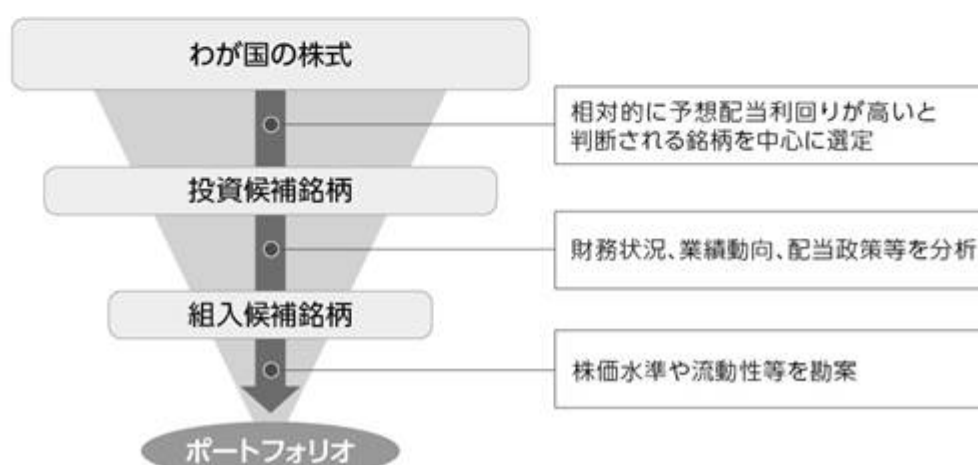 わが国の株式
相対的に予想配当利回りが高いと
判断される銘柄を中心に選定
投資候補銘柄
財務状況、業績動向、配当政策等を分析
組入候補銘柄
株価水準や流動性等を勘案
ポートフォリオ